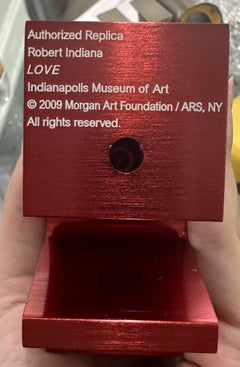 Authorized Replica
Robert Indiana
LOVE
Indianapolis Museum of Art
© 2009 Morgan Art Foundation / ARS, NY
All rights reserved.